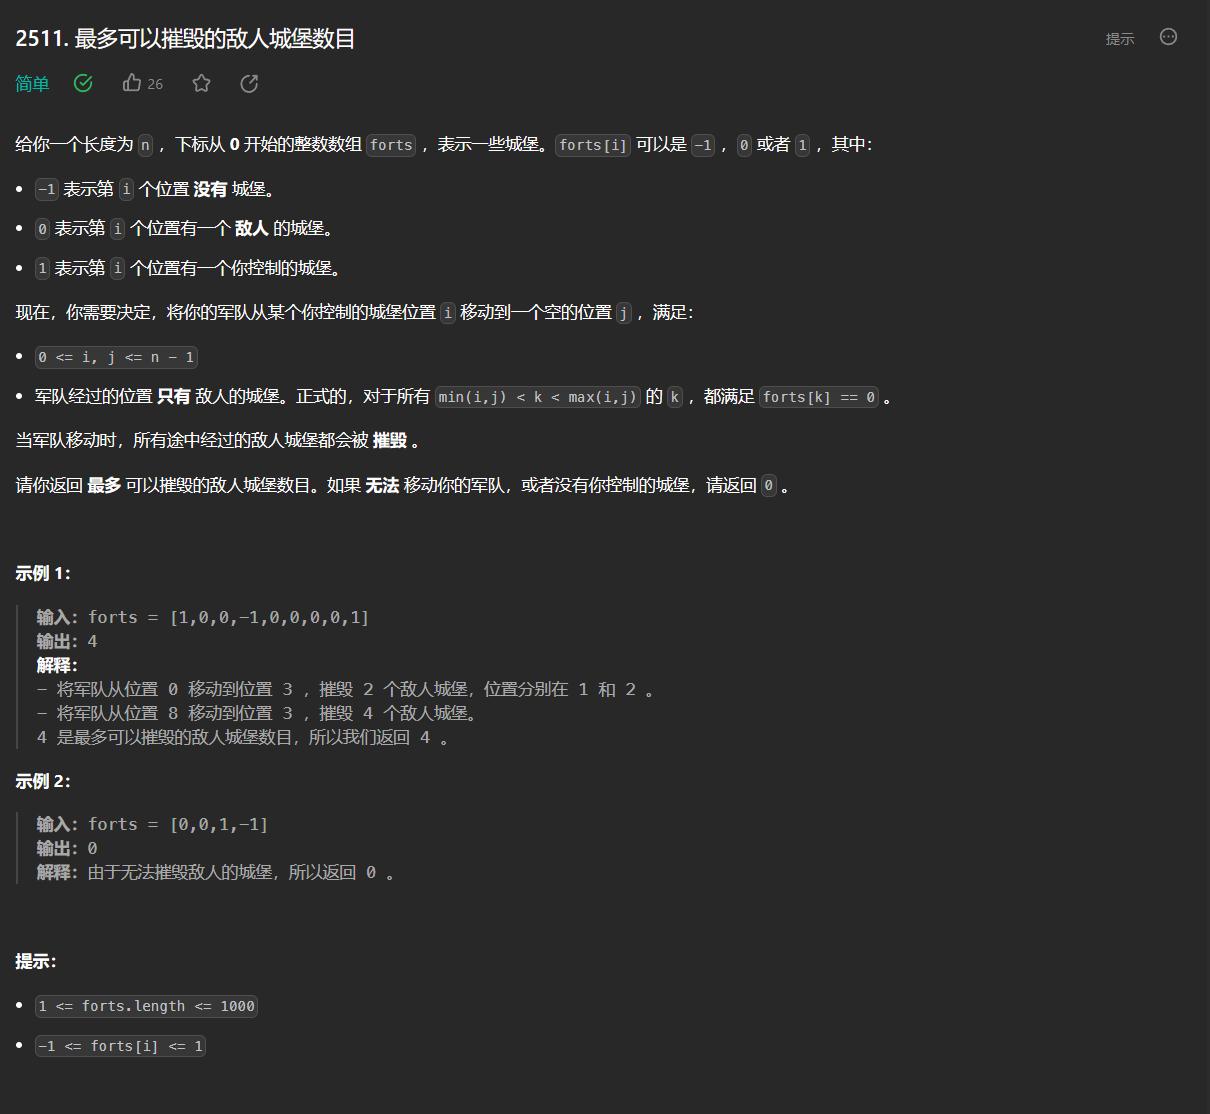 2511. 最多可以摧毁的敌人城堡数目
提示
简单
26
给你一个长度为 n ，下标从 0 开始的整数数组 forts ，表示一些城堡。forts[i] 可以是 -1 ，0 或者 1 ，其中：
• -1 表示第 i 个位置 没有 城堡。
• 0 表示第 i 个位置有一个 敌人 的城堡。
• 1 表示第 i 个位置有一个你控制的城堡。
现在，你需要决定，将你的军队从某个你控制的城堡位置 i 移动到一个空的位置 j ，满足：
• 0 <= i, j <= n - 1
• 军队经过的位置 只有 敌人的城堡。正式的，对于所有 min(i,j) < k < max(i,j) 的 k ，都满足 forts[k] == 0 。
当军队移动时，所有途中经过的敌人城堡都会被 摧毁 。
请你返回 最多 可以摧毁的敌人城堡数目。如果 无法 移动你的军队，或者没有你控制的城堡，请返回 0 。
示例 1：
输入：forts = [1,0,0,-1,0,0,0,0,1]
输出：4
解释：
- 将军队从位置 0 移动到位置 3 ，摧毁 2 个敌人城堡，位置分别在 1 和 2 。
- 将军队从位置 8 移动到位置 3 ，摧毁 4 个敌人城堡。
4 是最多可以摧毁的敌人城堡数目，所以我们返回 4 。
示例 2：
输入：forts = [0,0,1,-1]
输出：0
解释：由于无法摧毁敌人的城堡，所以返回 0 。
提示：
• 1 <= forts.length <= 1000
• -1 <= forts[i] <= 1